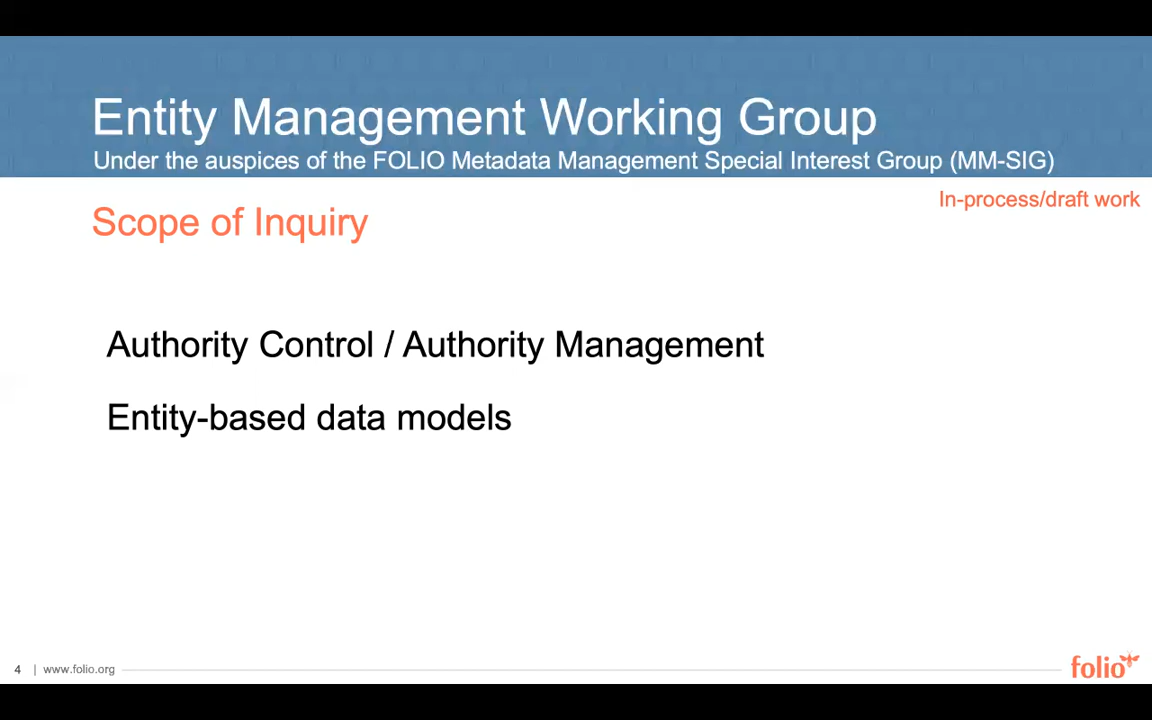 Entity Management Working Group
Under the auspices of the FOLIO Metadata Management Special Interest Group (MM-SIG)
In-process/draft work
Scope of Inquiry
Authority Control / Authority Management
Entity-based data models
4 | www.folio.org
folio